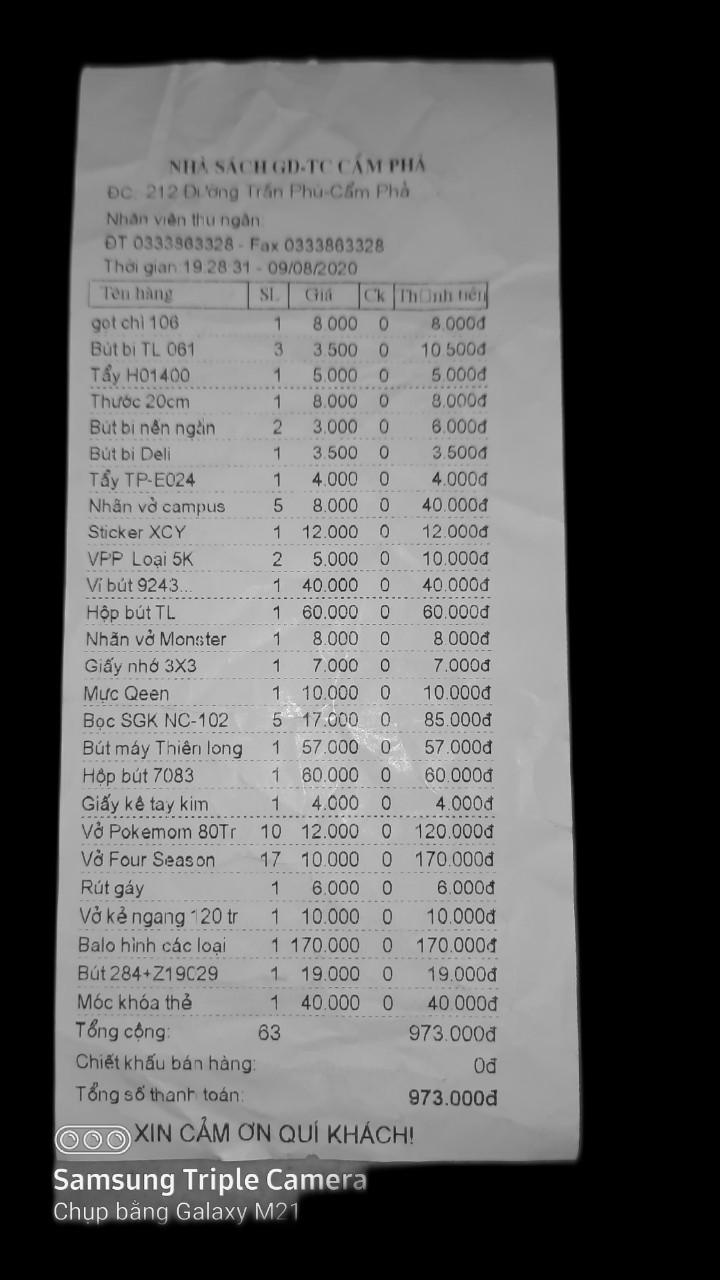 NHÀ SÁCH GD-TC CẨM PHẢ
ĐC: 212 Đường Trần Phú-Cẩm Phả
Nhân viên thu ngân:
ĐT 0333863328 - Fax 0333863328
Thời gian:19:28:31 - 09/08/2020
Tên hàng SL Giá Ck Th□nh tiền
gọt chì 106 1 8.000 0 8.000đ
Bút bi TL 061 3 3.500 0 10.500đ
Tẩy H01400 1 5.000 0 5.000đ
Thước 20cm 1 8.000 0 8.000đ
Bút bi nến ngắn 2 3.000 0 6.000đ
Bút bi Deli 1 3.500 0 3.500đ
Tẩy TP-E024 1 4.000 0 4.000đ
Nhãn vở campus 5 8.000 0 40.000đ
Sticker XCY 1 12.000 0 12.000đ
VPP Loại 5K 2 5.000 0 10.000đ
Ví bút 9243... 1 40.000 0 40.000đ
Hộp bút TL 1 60.000 0 60.000đ
Nhãn vở Monster 1 8.000 0 8.000đ
Giấy nhớ 3X3 1 7.000 0 7.000đ
Mực Qeen 1 10.000 0 10.000đ
Bọc SGK NC-102 5 17.000 0 85.000đ
Bút máy Thiên long 1 57.000 0 57.000đ
Hộp bút 7083 1 60.000 0 60.000đ
Giấy kê tay kim 1 4.000 0 4.000đ
Vở Pokemom 80Tr 10 12.000 0 120.000đ
Vở Four Season 17 10.000 0 170.000đ
Rút gáy 1 6.000 0 6.000đ
Vở kẻ ngang 120 tr 1 10.000 0 10.000đ
Balo hình các loại 1 170.000 0 170.000đ
Bút 284+Z19029 1 19.000 0 19.000đ
Móc khóa thẻ 1 40.000 0 40.000đ
Tổng cộng: 63 973.000đ
Chiết khấu bán hàng: 0đ
Tổng số thanh toán: 973.000đ
XIN CẢM ƠN QUÍ KHÁCH!
Samsung Triple Camera
Chụp bằng Galaxy M21